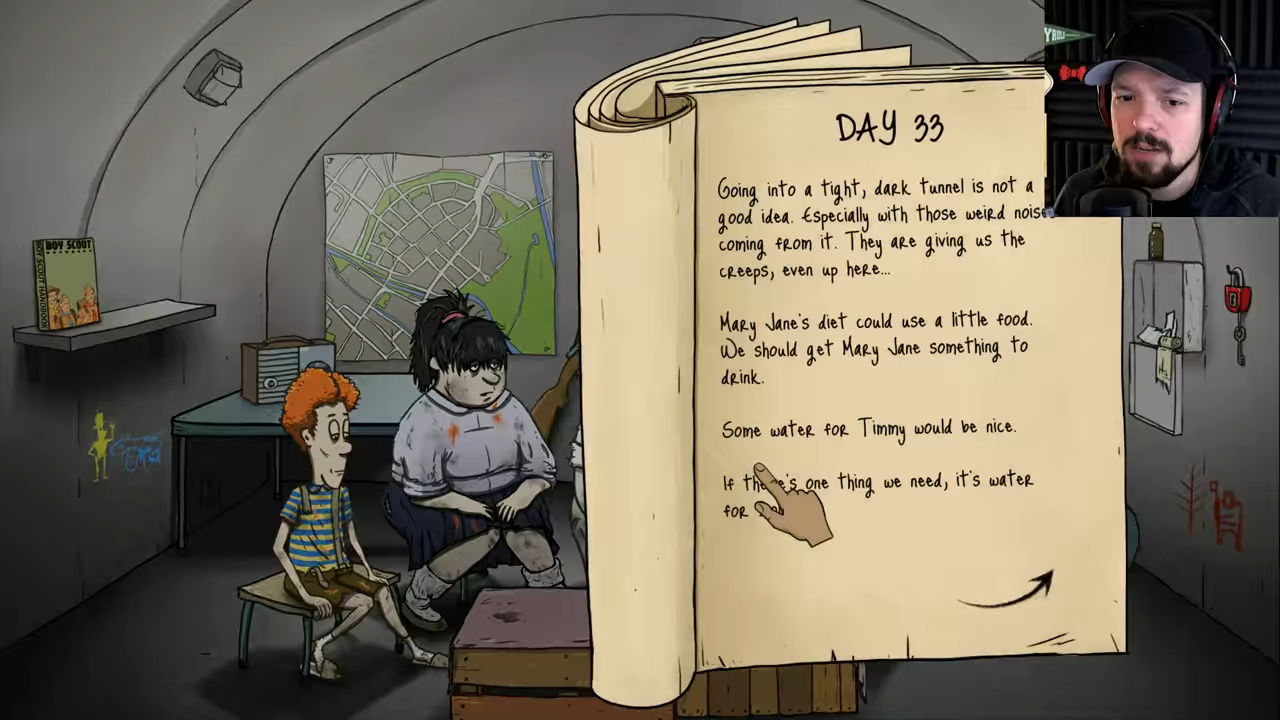 DAY 33
Going into a tight, dark tunnel is not a
good idea. Especially with those weird noise
coming from it. They are giving us the
creeps, even up here...
Mary Jane's diet could use a little food.
We should get Mary Jane something to
drink.
Some water for Timmy would be nice.
If one thing we need, it's water
for
BOY SCOUT
BOY SCOUT HANDBOOK